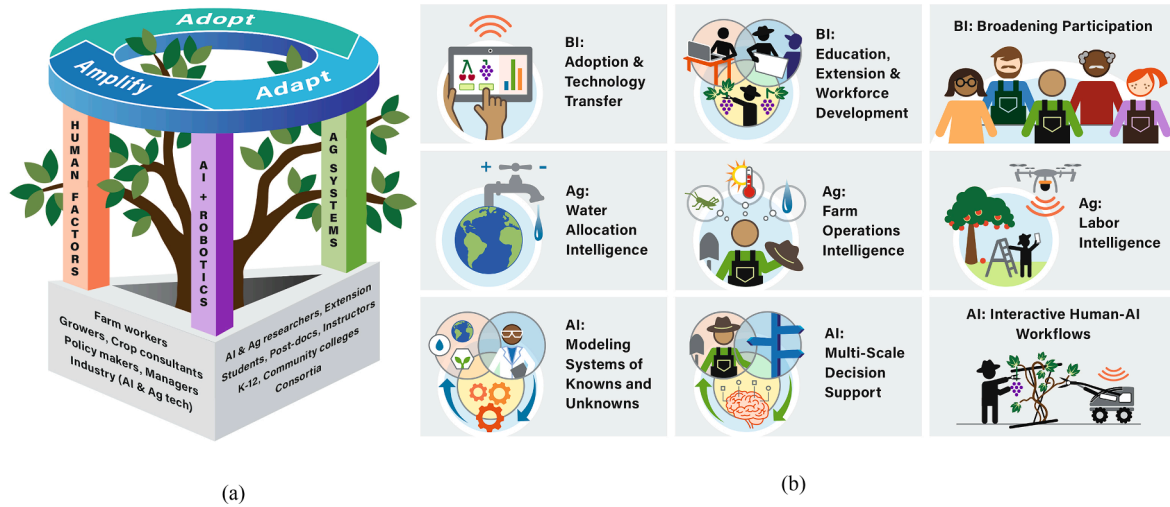 Adopt
Amplify
Adapt
HUMAN FACTORS
AI + ROBOTICS
AG SYSTEMS
Farm workers
Growers, Crop consultants
Policy makers, Managers
Industry (AI & Ag tech)
AI & Ag researchers, Extension
Students, Post-docs, Instructors
K-12, Community colleges
Consortia
(a)
BI:
Adoption &
Technology
Transfer
BI:
Education,
Extension &
Workforce
Development
BI: Broadening Participation
+ -
Ag:
Water
Allocation
Intelligence
Ag:
Farm
Operations
Intelligence
Ag:
Labor
Intelligence
AI:
Modeling
Systems of
Knowns and
Unknowns
AI:
Multi-Scale
Decision
Support
AI: Interactive Human-AI
Workflows
(b)